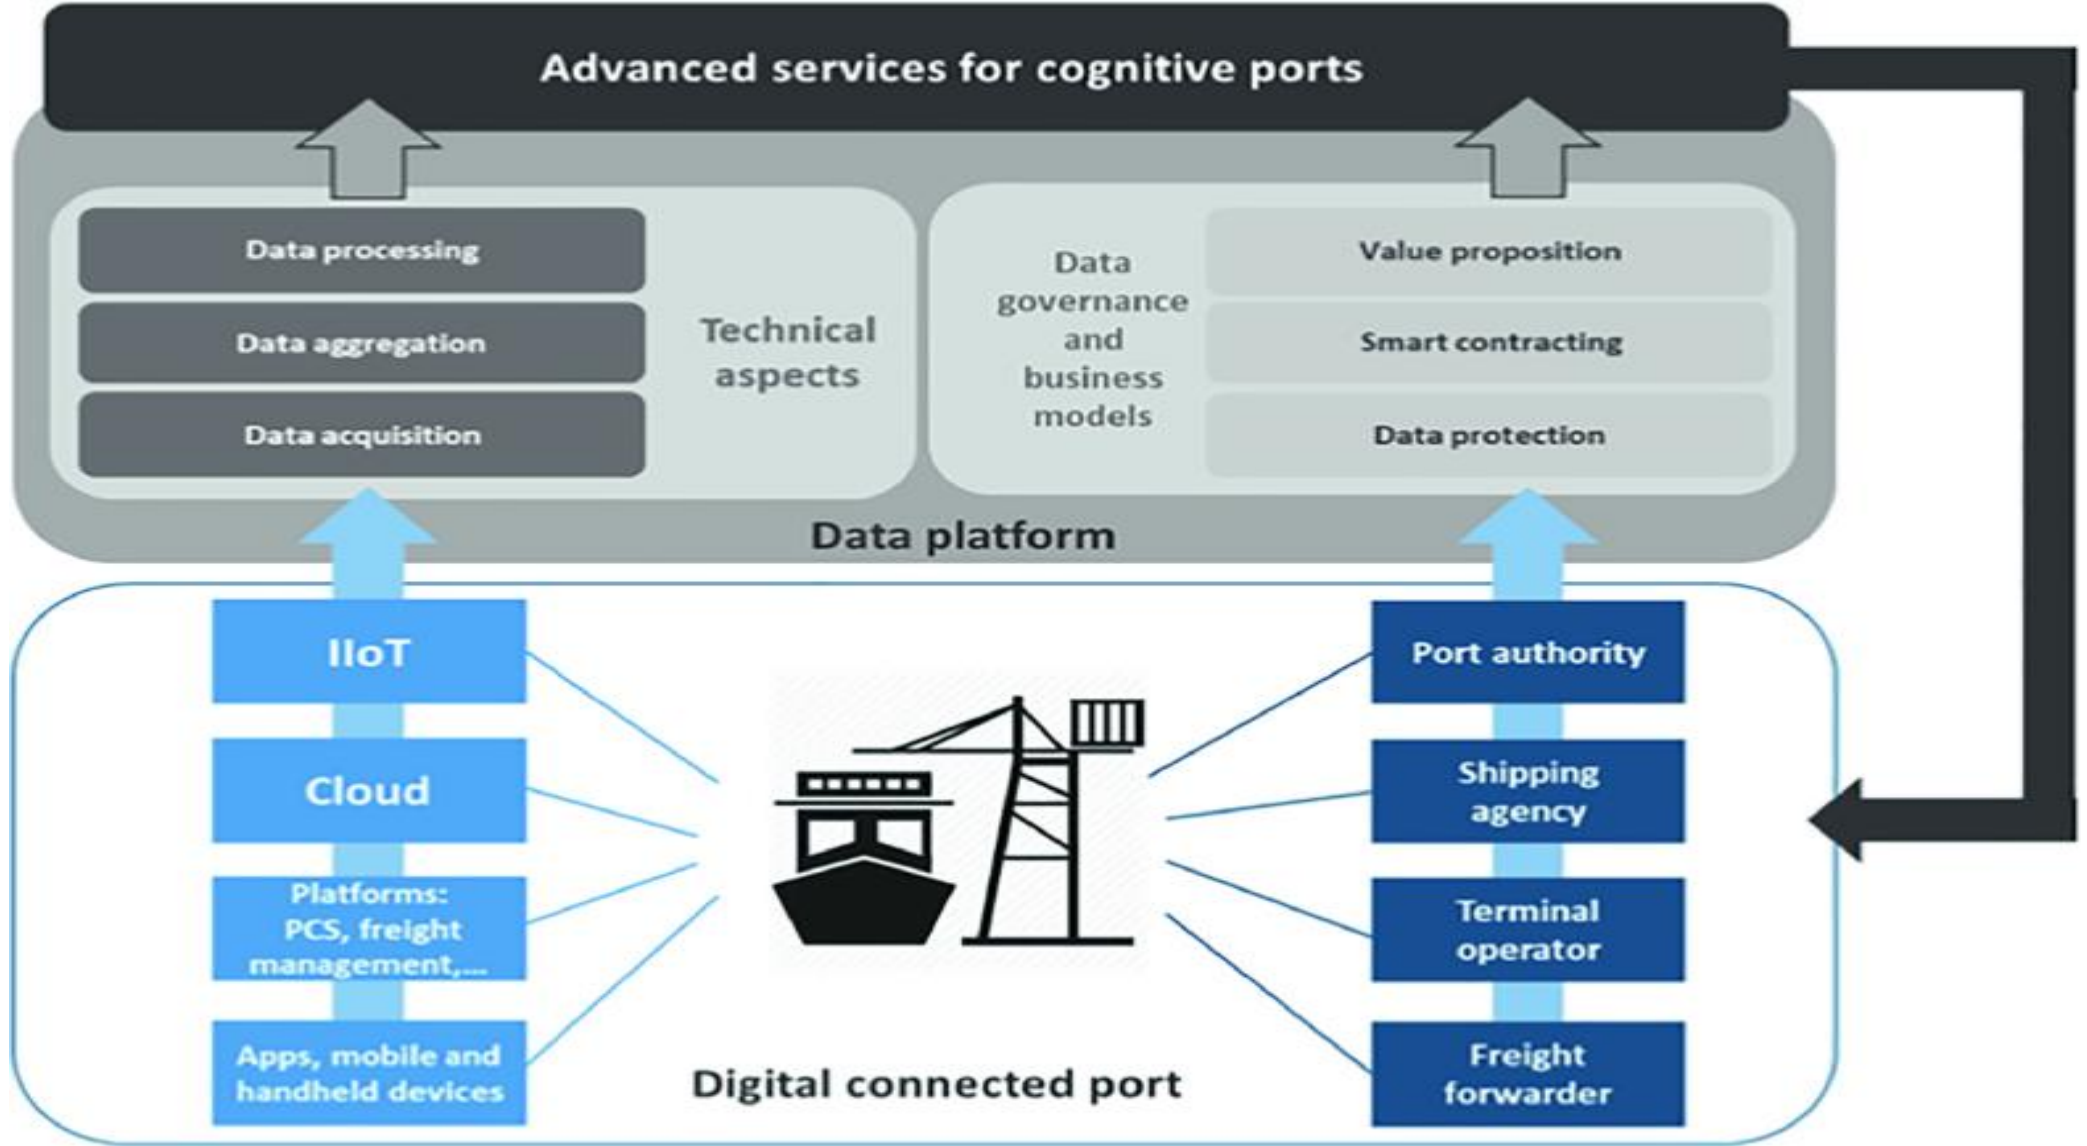 Advanced services for cognitive ports
Data processing
Data aggregation
Data acquisition
Technical
aspects
Data
governance
and
business
models
Value proposition
Smart contracting
Data protection
Data platform
IIoT
Cloud
Platforms:
PCS, freight
management,...
Apps, mobile and
handheld devices
Digital connected port
Port authority
Shipping
agency
Terminal
operator
Freight
forwarder